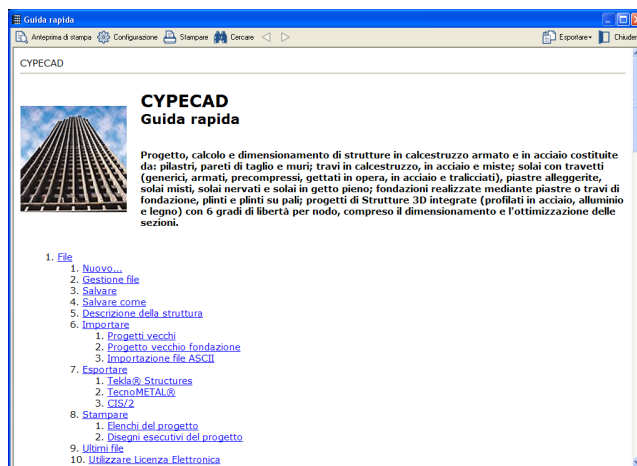 Guida rapida
Anteprima di stampa Configurazione Stampare Cercare Esportare Chiudere
CYPECAD
CYPECAD
Guida rapida
Progetto, calcolo e dimensionamento di strutture in calcestruzzo armato e in acciaio costituite
da: pilastri, pareti di taglio e muri; travi in calcestruzzo, in acciaio e miste; solai con travetti
(generici, armati, precompressi, gettati in opera, in acciaio e tralicciati), piastre alleggerite,
solai misti, solai nervati e solai in getto pieno; fondazioni realizzate mediante piastre o travi di
fondazione, plinti e plinti su pali; progetti di Strutture 3D integrate (profilati in acciaio, alluminio
e legno) con 6 gradi di libertà per nodo, compreso il dimensionamento e l'ottimizzazione delle
sezioni.
1. File
1. Nuovo...
2. Gestione file
3. Salvare
4. Salvare come
5. Descrizione della struttura
6. Importare
1. Progetti vecchi
2. Progetto vecchio fondazione
3. Importazione file ASCII
7. Esportare
1. Tekla® Structures
2. TecnoMETAL®
3. CIS/2
8. Stampare
1. Elenchi del progetto
2. Disegni esecutivi del progetto
9. Ultimi file
10. Utilizzare Licenza Elettronica